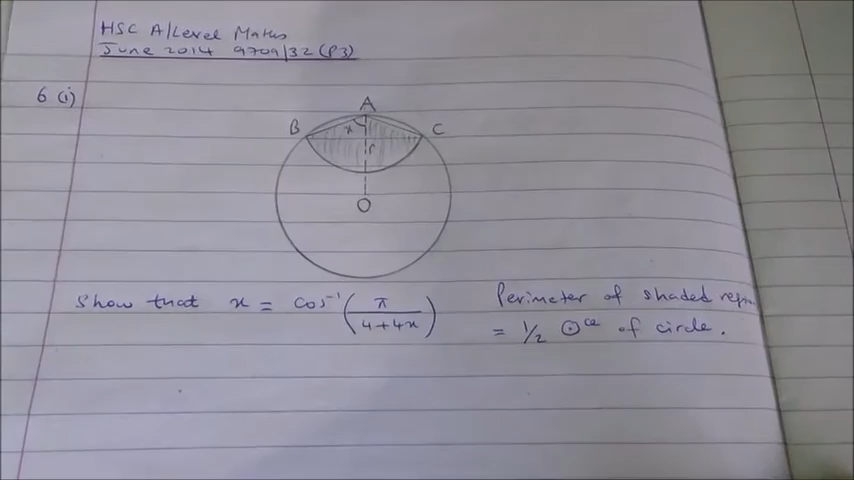 HSC A/Level Maths
June 2014 9709/32 (P3)
6 (i)
A
B
x
C
r
O
Show that x = cos⁻¹(π/(4+4x))
Perimeter of shaded
= 1/2 ⊙ce of circle.